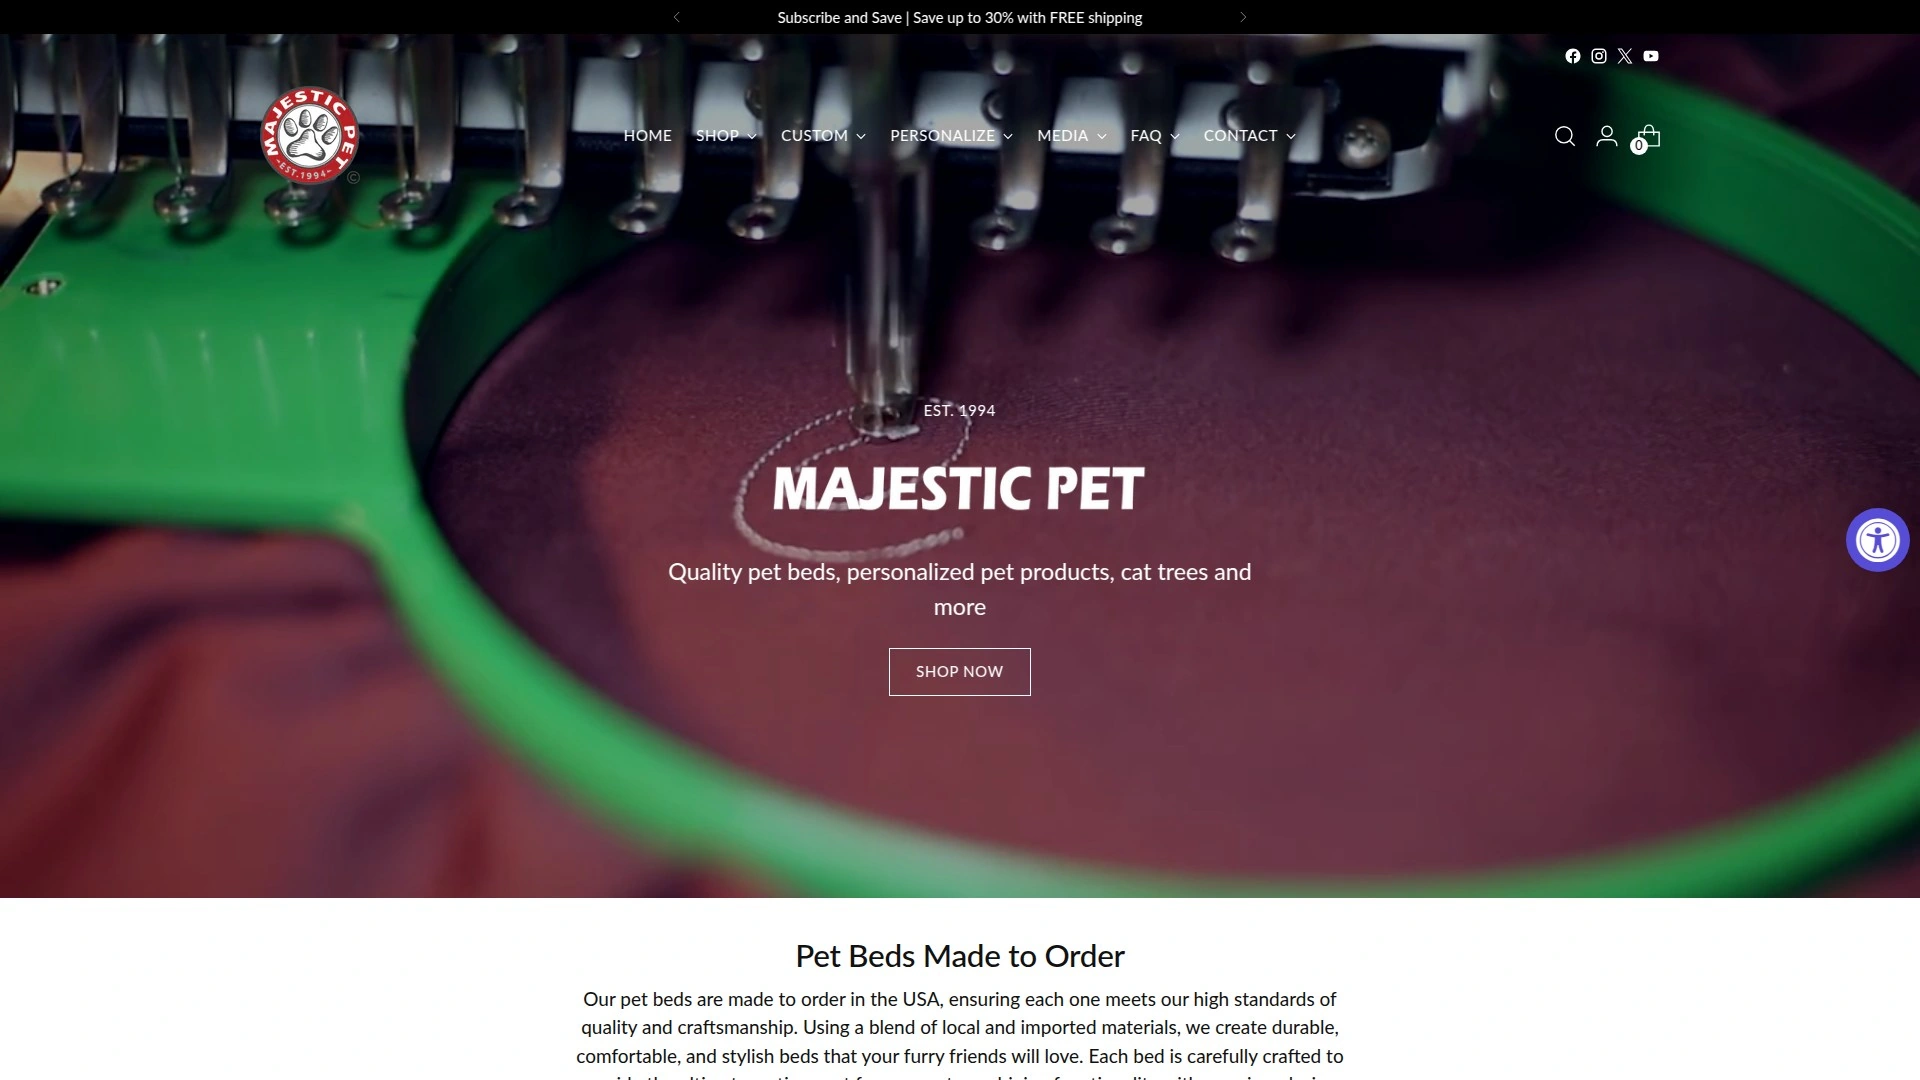 Subscribe and Save | Save up to 30% with FREE shipping
MAJESTIC PET
~EST.1994~
©
HOME SHOP CUSTOM PERSONALIZE MEDIA FAQ CONTACT
0
EST. 1994
MAJESTIC PET
Quality pet beds, personalized pet products, cat trees and
more
SHOP NOW
Pet Beds Made to Order
Our pet beds are made to order in the USA, ensuring each one meets our high standards of
quality and craftsmanship. Using a blend of local and imported materials, we create durable,
comfortable, and stylish beds that your furry friends will love. Each bed is carefully crafted to